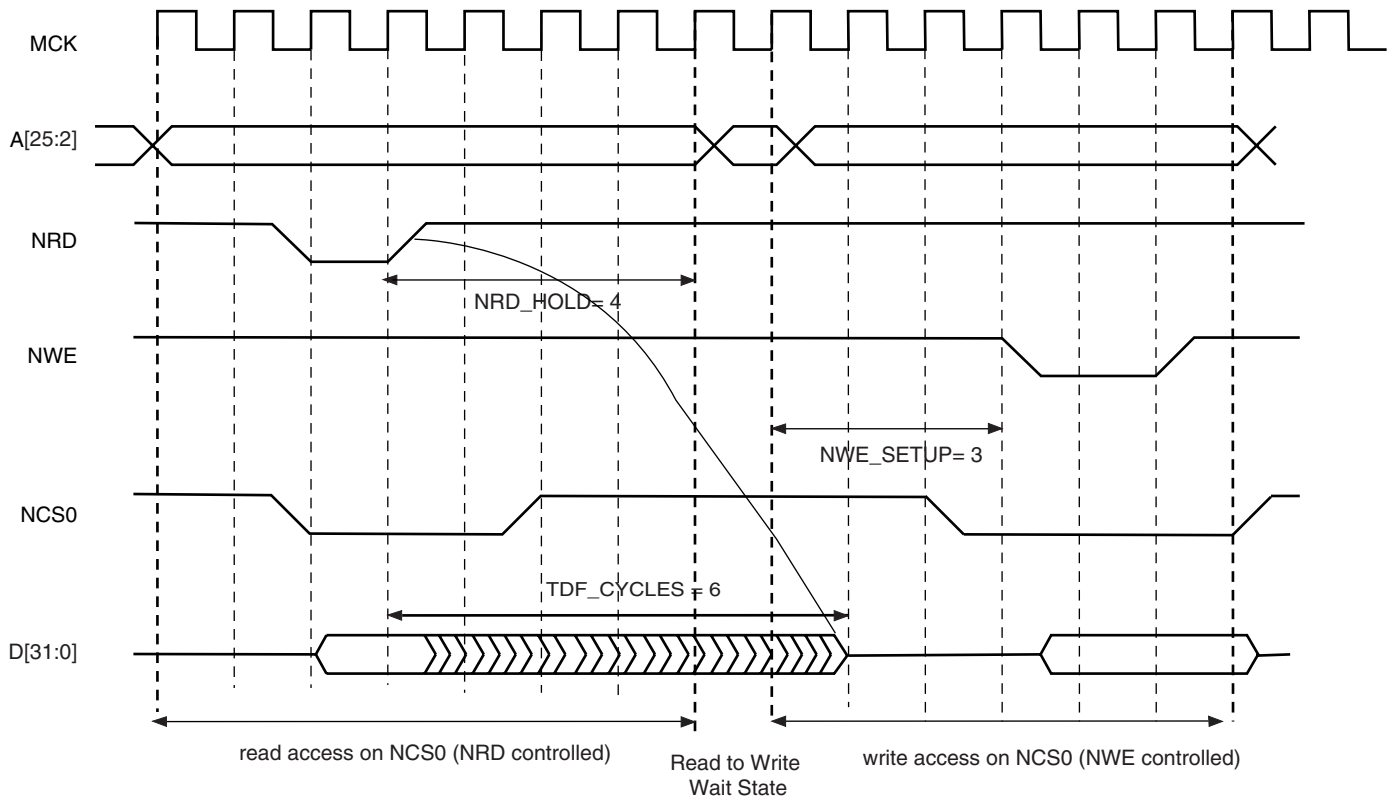 MCK
A[25:2]
NRD
NRD_HOLD= 4
NWE
NWE_SETUP= 3
NCS0
TDF_CYCLES = 6
D[31:0]
read access on NCS0 (NRD controlled)
Read to Write
Wait State
write access on NCS0 (NWE controlled)